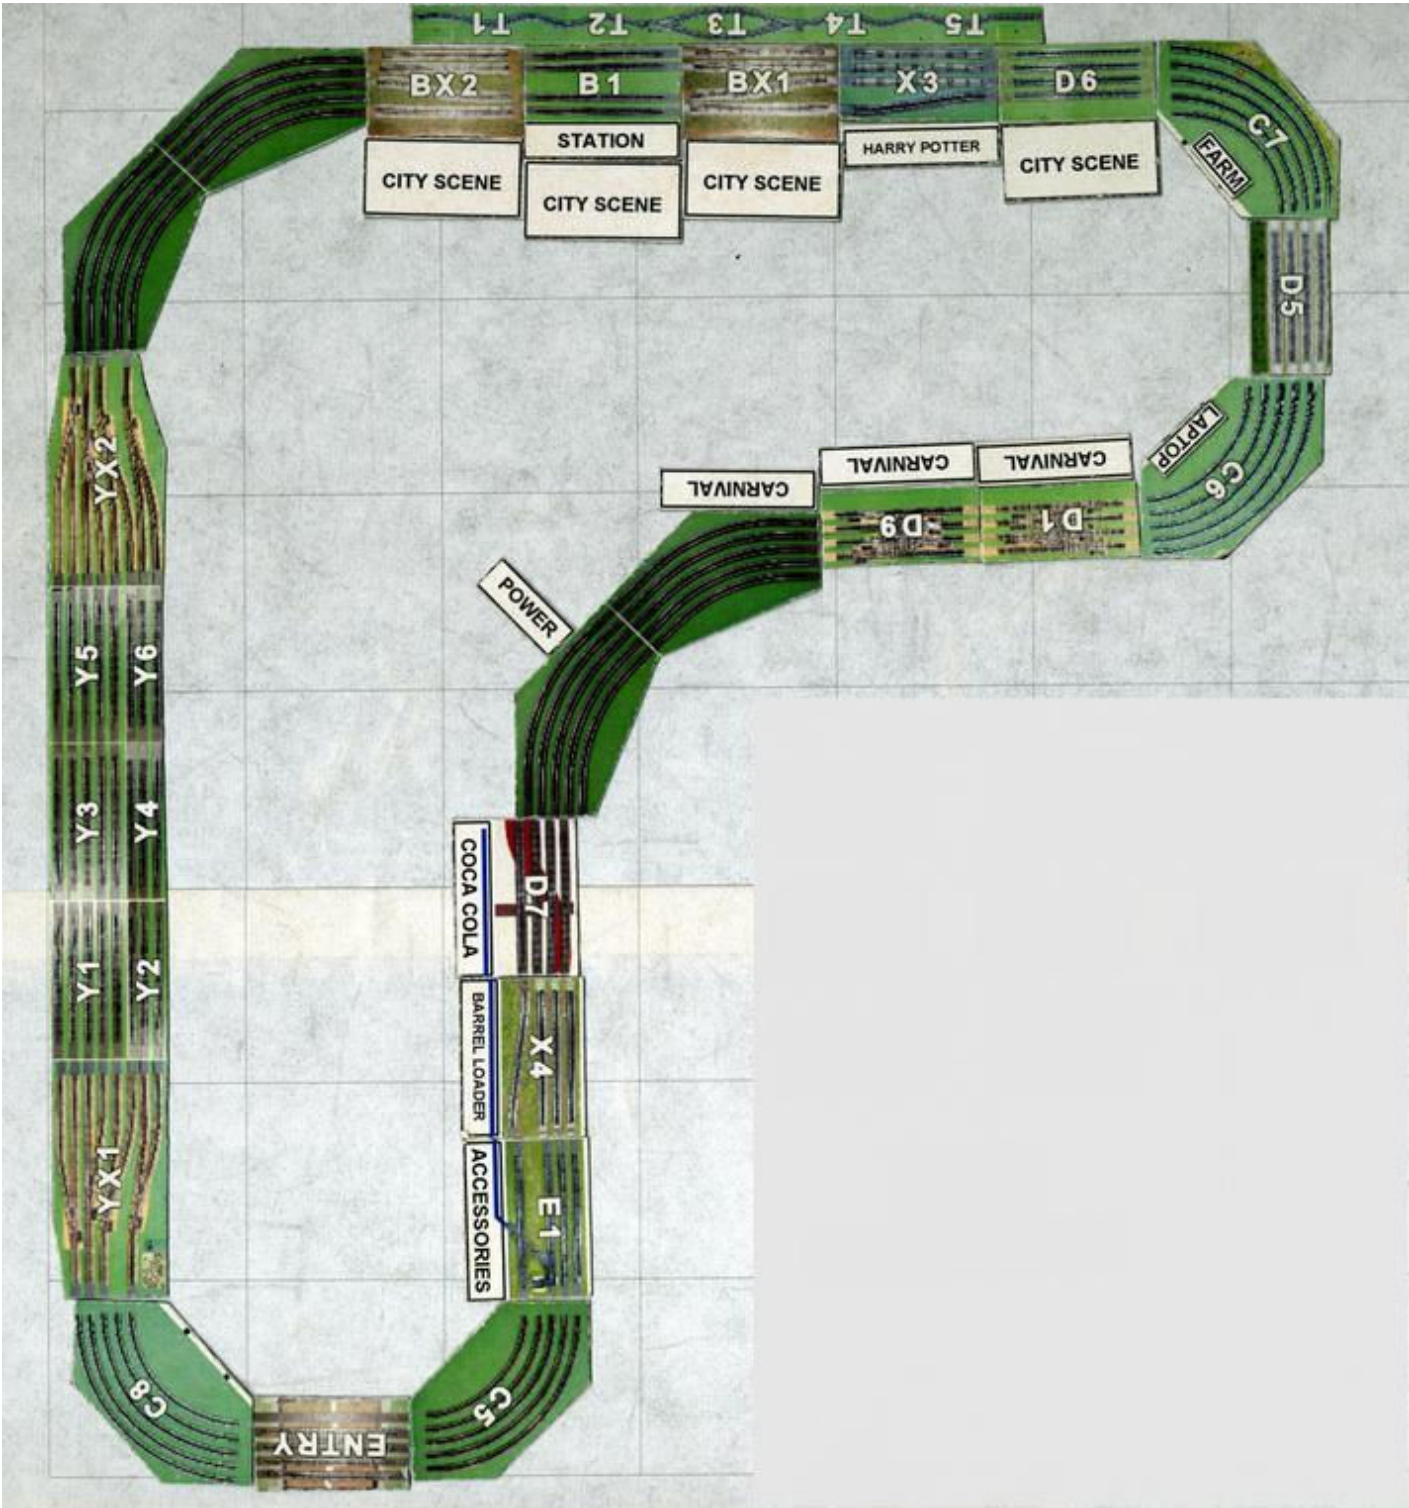 T1 T2 T3 T4 T5
BX2 B1 BX1 X3 D6
STATION
HARRY POTTER
CITY SCENE
CITY SCENE
CITY SCENE
CITY SCENE
C7
FARM
D5
LAPTOP
C6
CARNIVAL
CARNIVAL
CARNIVAL
D9 D1
POWER
YX2
Y5 Y6
Y3 Y4
Y1 Y2
YX1
COCA COLA
D7
BARREL LOADER
X4
ACCESSORIES
E1
C8
ENTRY
C5